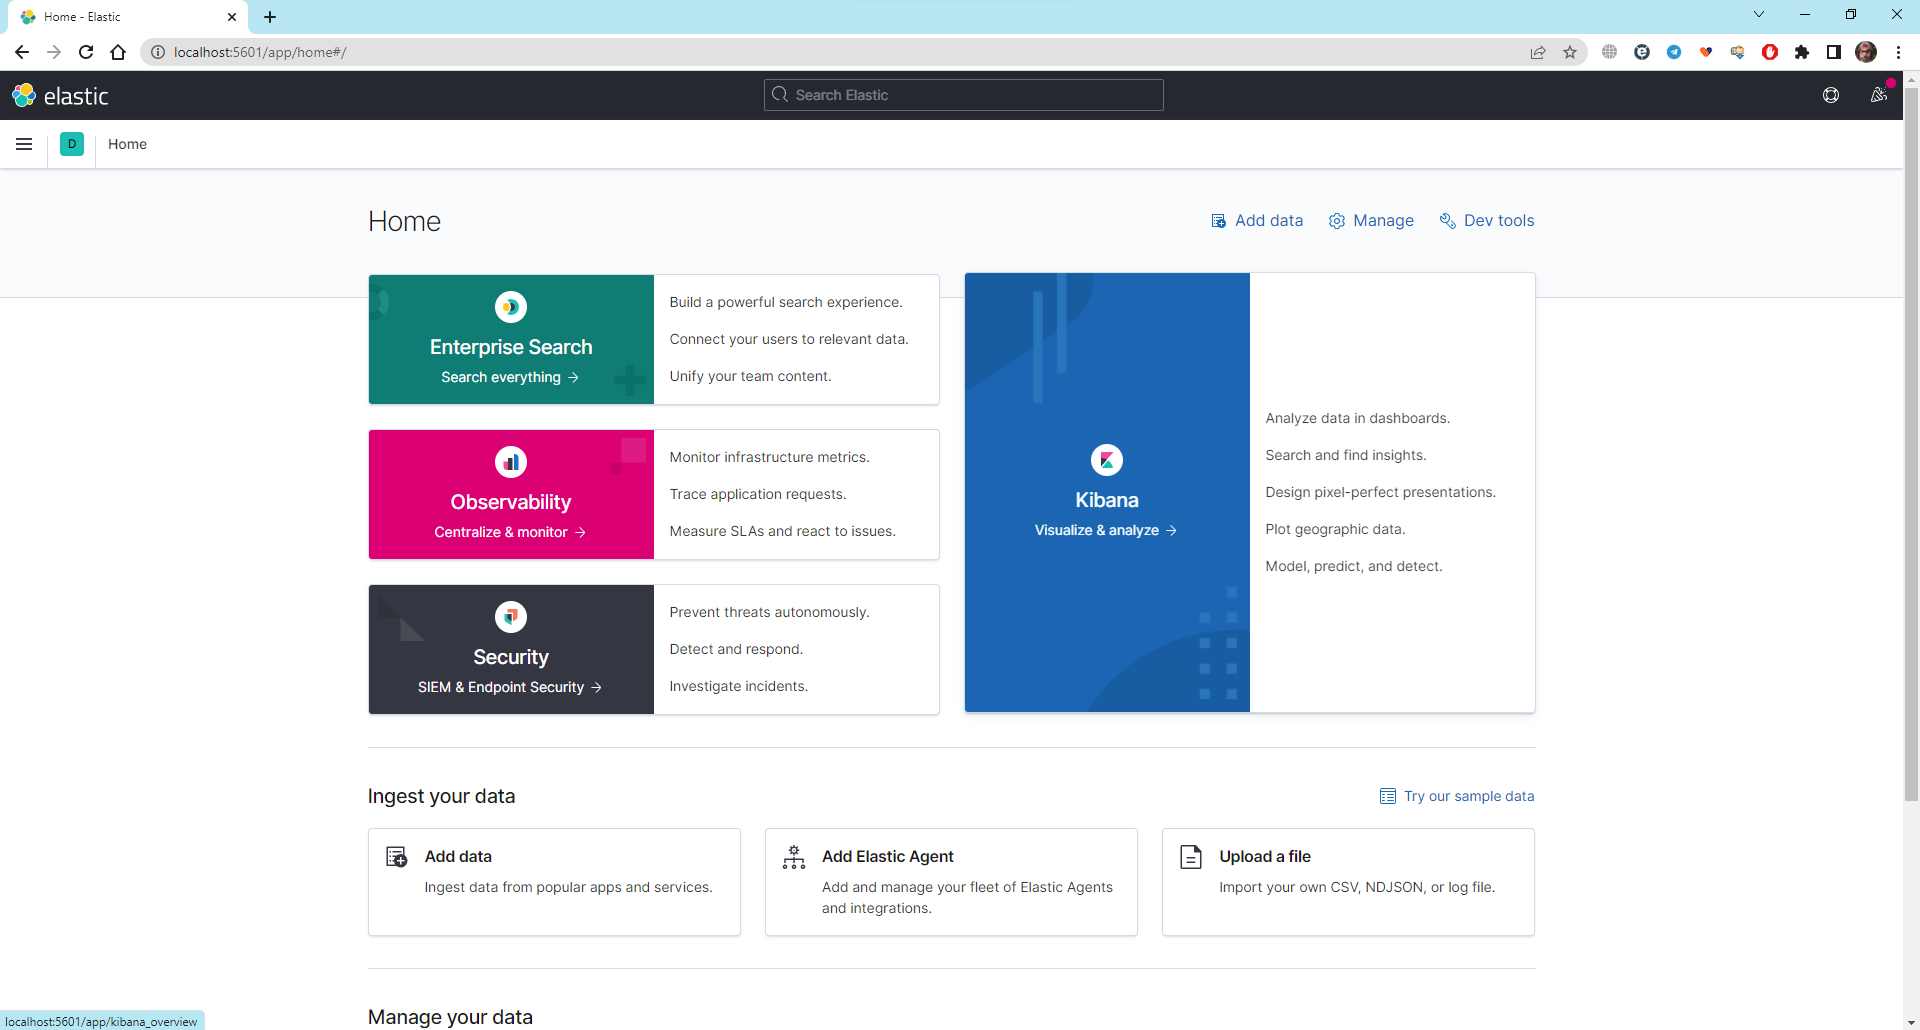 Home - Elastic
localhost:5601/app/home#/
elastic
Search Elastic
D
Home
Home
Add data
Manage
Dev tools
Enterprise Search
Search everything →
Build a powerful search experience.
Connect your users to relevant data.
Unify your team content.
Observability
Centralize & monitor →
Monitor infrastructure metrics.
Trace application requests.
Measure SLAs and react to issues.
Security
SIEM & Endpoint Security →
Prevent threats autonomously.
Detect and respond.
Investigate incidents.
Kibana
Visualize & analyze →
Analyze data in dashboards.
Search and find insights.
Design pixel-perfect presentations.
Plot geographic data.
Model, predict, and detect.
Ingest your data
Try our sample data
Add data
Ingest data from popular apps and services.
Add Elastic Agent
Add and manage your fleet of Elastic Agents
and integrations.
Upload a file
Import your own CSV, NDJSON, or log file.
Manage your data
localhost:5601/app/kibana_overview